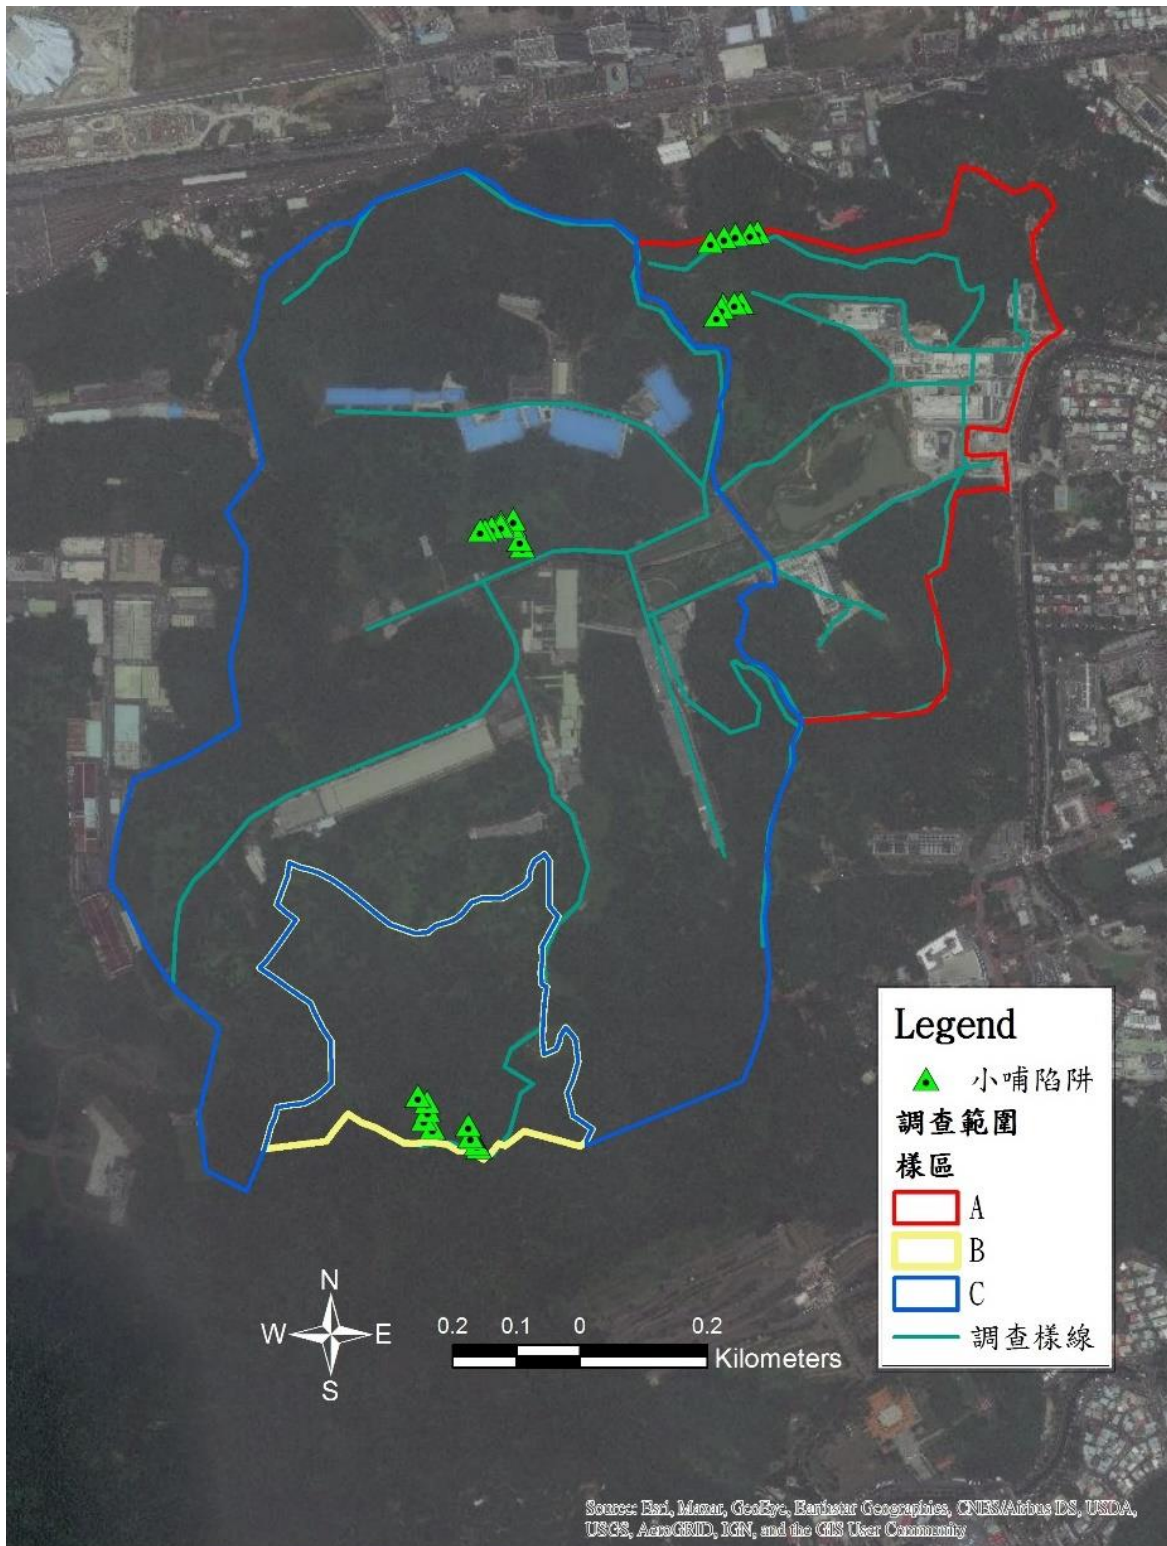 Legend
小哺陷阱
調查範圍
樣區
A
B
C
調查樣線
N
W E
S
0.2 0.1 0 0.2
Kilometers
Source: Esri, Maxar, GeoEye, Earthstar Geographics, CNES/Airbus DS, USDA,
USGS, AeroGRID, IGN, and the GIS User Community